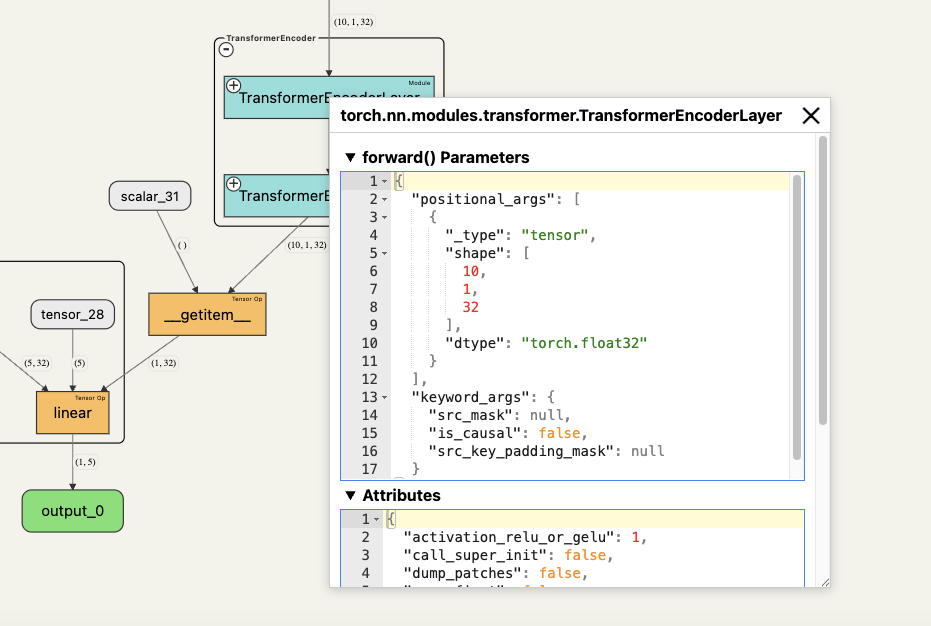 (10, 1, 32)
TransformerEncoder
Module
TransformerEncoderLayer
torch.nn.modules.transformer.TransformerEncoderLayer
▼ forward() Parameters
1 {
2 "positional_args": [
3 {
4 "_type": "tensor",
5 "shape": [
6 10,
7 1,
8 32
9 ],
10 "dtype": "torch.float32"
11 }
12 ],
13 "keyword_args": {
14 "src_mask": null,
15 "is_causal": false,
16 "src_key_padding_mask": null
17 }
▼ Attributes
1 {
2 "activation_relu_or_gelu": 1,
3 "call_super_init": false,
4 "dump_patches": false,
TransformerE
scalar_31
( )
(10, 1, 32)
Tensor Op
__getitem__
tensor_28
(5, 32)
(5)
(1, 32)
Tensor Op
linear
(1, 5)
output_0